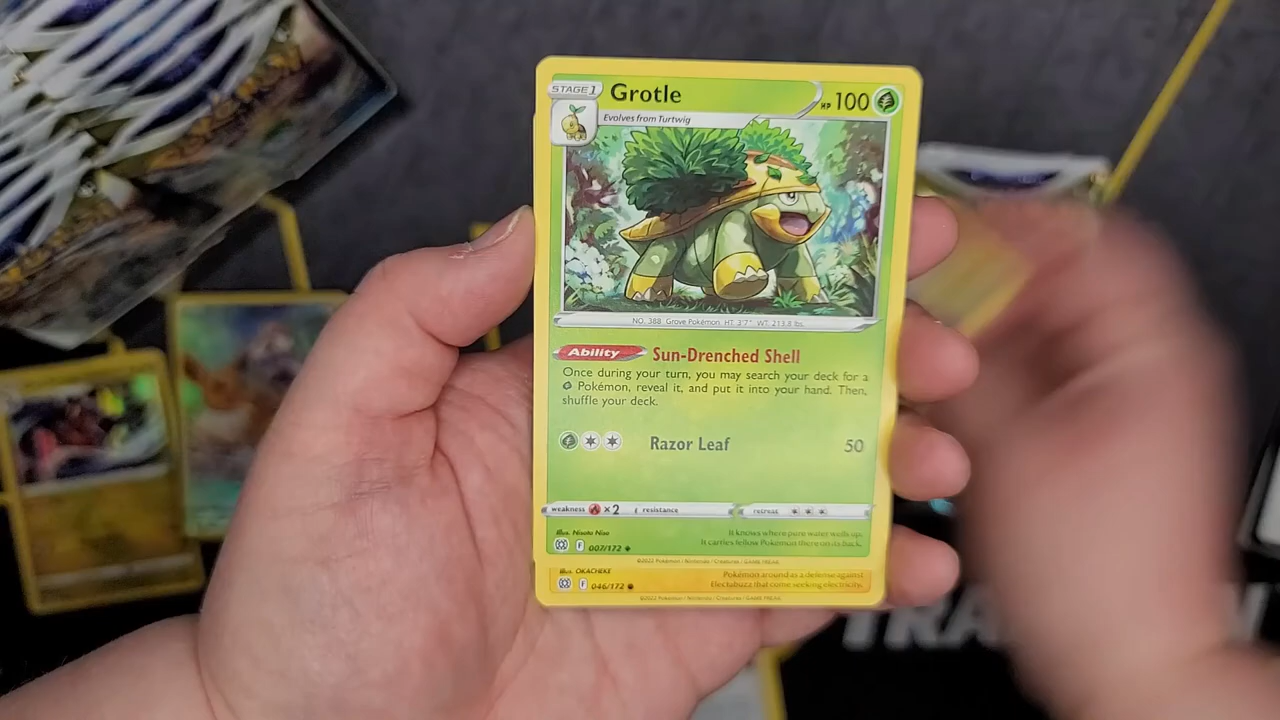 STAGE 1
Grotle
HP 100
Evolves from Turtwig
NO. 388 Grove Pokémon HT. 3'7" WT. 213.8 lbs.
Ability Sun-Drenched Shell
Once during your turn, you may search your deck for a
Pokémon, reveal it, and put it into your hand. Then,
shuffle your deck.
Razor Leaf 50
weakness ×2 resistance retreat
Illus. Nisota Niso
It knows where pure water wells up.
It carries fellow Pokémon there on its back.
F 007/172
©2022 Pokémon / Nintendo / Creatures / GAME FREAK
Illus. OKACHEKE
Pokémon around as a defense against
Electabuzz that come seeking electricity.
F 046/172
©2022 Pokémon / Nintendo / Creatures / GAME FREAK
TRA